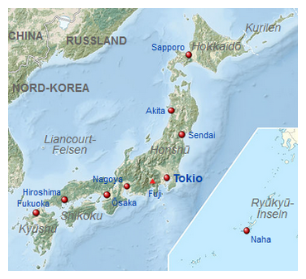 Kurilen
CHINA
RUSSLAND
Sapporo
Hokkaidō
NORD-KOREA
Akita
Sendai
Liancourt-
Felsen
Honshū
Nagoya
Tokio
Hiroshima
Fukuoka
Ōsaka
Fuji
Shikoku
Kyūshū
Ryūkyū-
Inseln
Naha